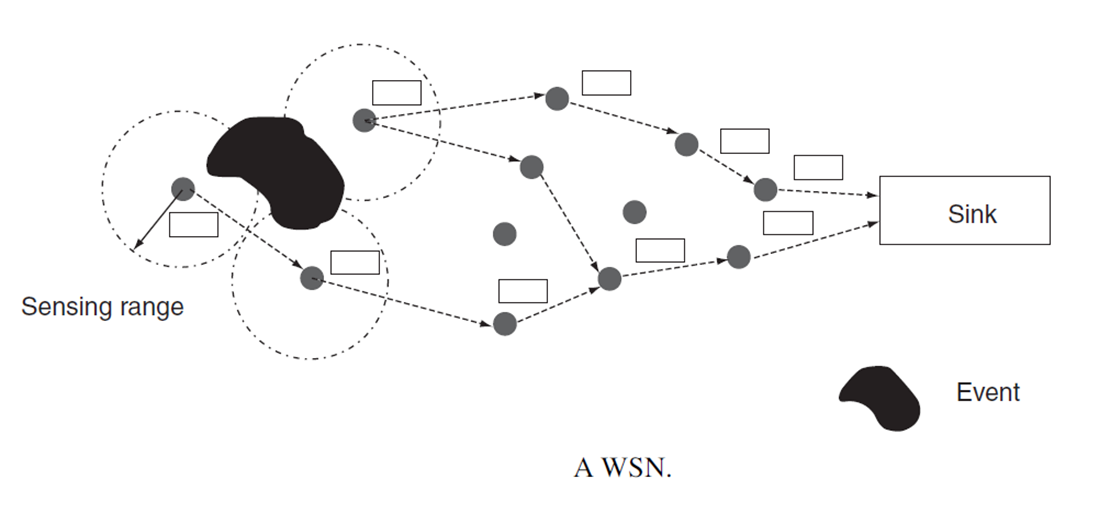 Sink
Sensing range
Event
A WSN.